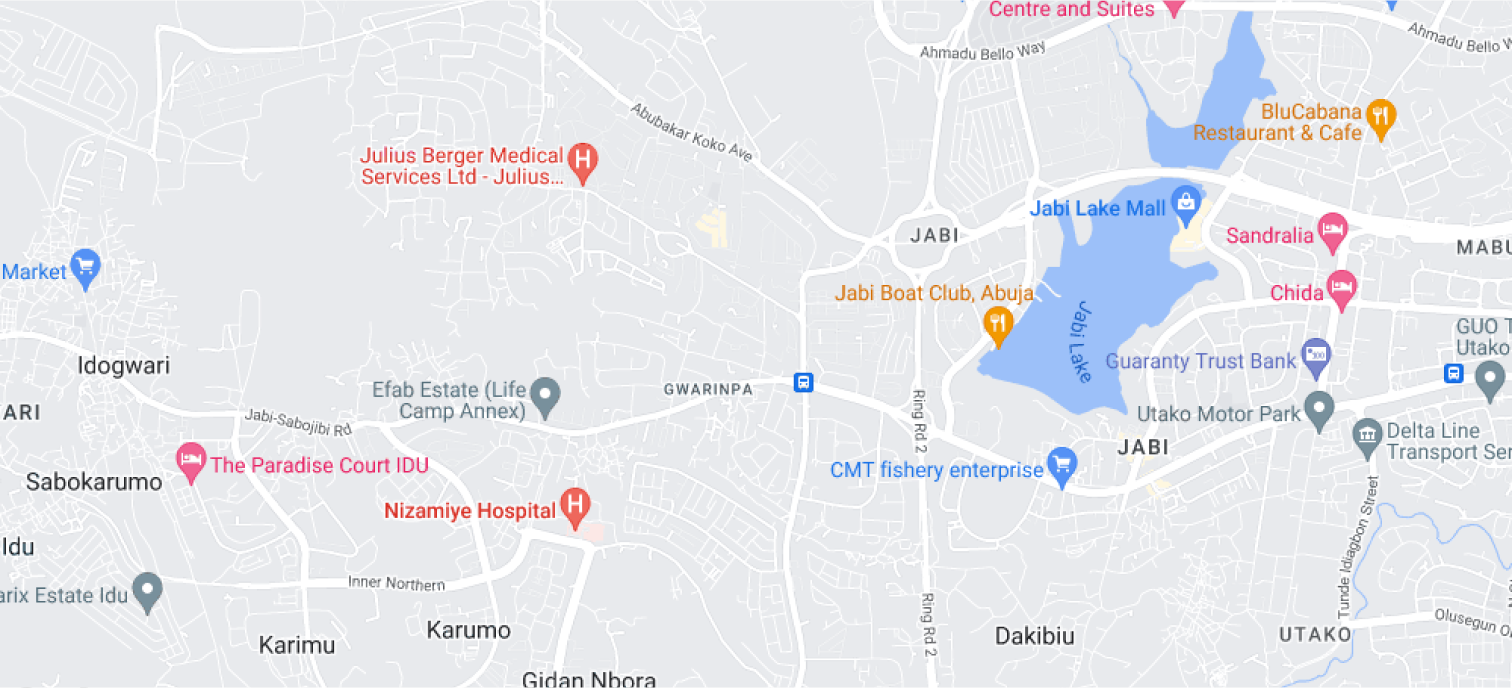 Centre and Suites
Ahmadu Bello Way
Ahmadu Bello W
BluCabana
Restaurant & Cafe
Abubakar Koko Ave
Julius Berger Medical
Services Ltd - Julius...
Jabi Lake Mall
JABI
Sandralia
MABU
Market
Jabi Boat Club, Abuja
Chida
Jabi Lake
GUO T
Utako
Guaranty Trust Bank
Idogwari
Efab Estate (Life
Camp Annex)
GWARINPA
ARI
Jabi-Sabojibi Rd
Ring Rd 2
Utako Motor Park
Delta Line
Transport Ser
JABI
The Paradise Court IDU
CMT fishery enterprise
Sabokarumo
Nizamiye Hospital
Tunde Idiagbon Street
Idu
Inner Northern
arix Estate Idu
Ring Rd 2
Karimu
Karumo
Dakibiu
UTAKO
Olusegun O
Gidan Nbora